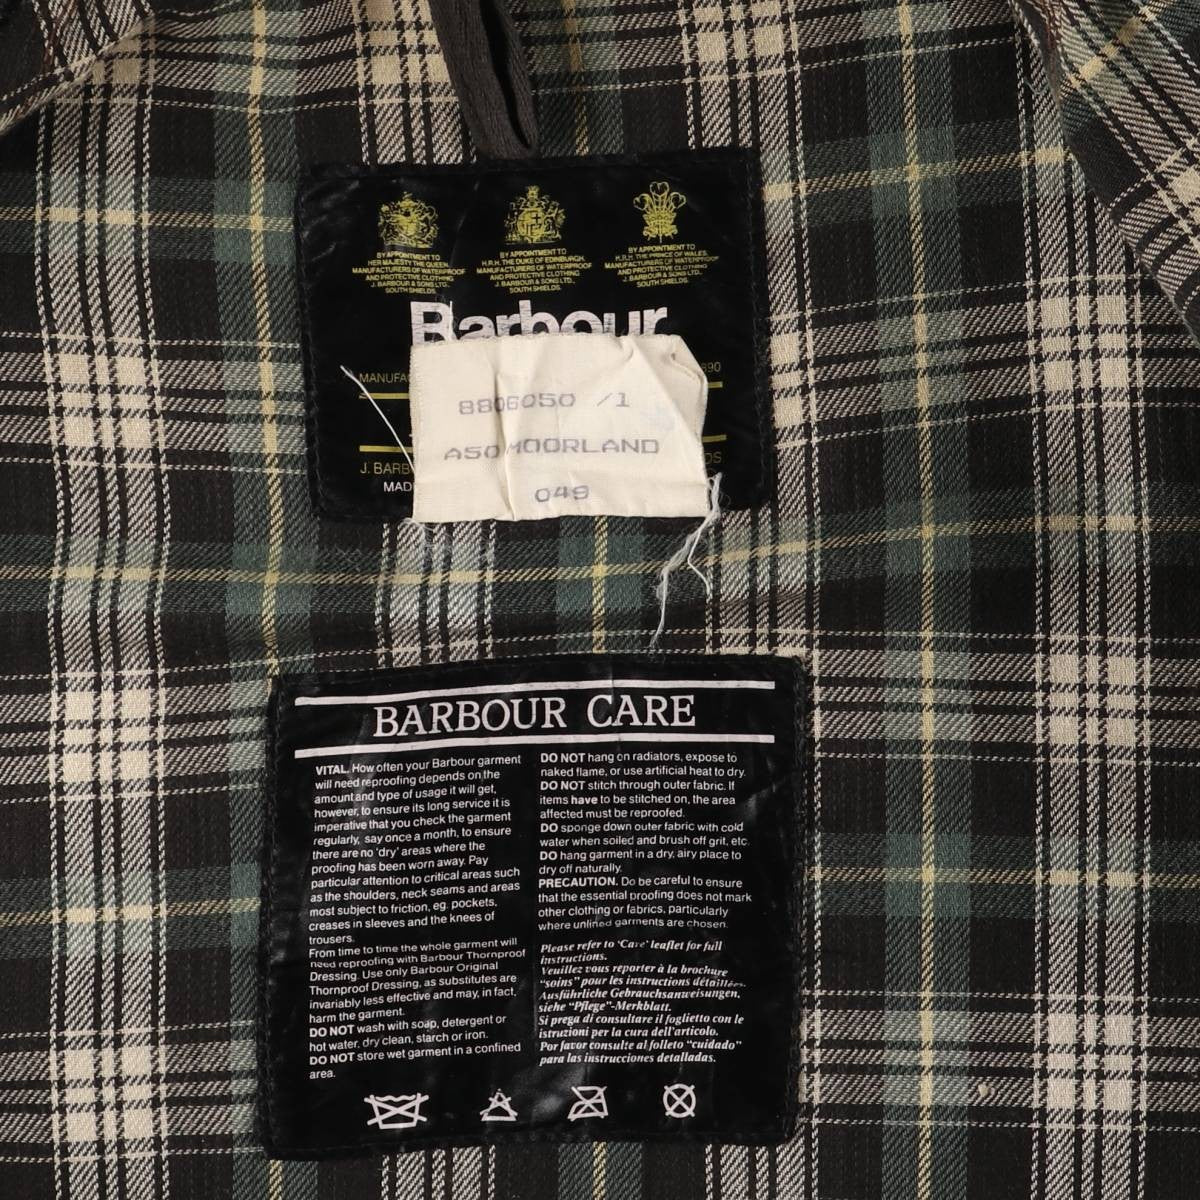 BY APPOINTMENT TO
HER MAJESTY THE QUEEN.
MANUFACTURERS OF WATERPROOF
AND PROTECTIVE CLOTHING
J. BARBOUR & SONS LTD.,
SOUTH SHIELDS.
BY APPOINTMENT TO
H.R.H. THE DUKE OF EDINBURGH.
MANUFACTURERS OF WATERPROOF
AND PROTECTIVE CLOTHING
J. BARBOUR & SONS LTD.,
SOUTH SHIELDS.
BY APPOINTMENT TO
H.R.H. THE PRINCE OF WALES.
MANUFACTURERS OF WATERPROOF
AND PROTECTIVE CLOTHING
J. BARBOUR & SONS LTD.,
SOUTH SHIELDS.
Barbour
8806050 /1
A50 MOORLAND
049
J. BARB
MAD
BARBOUR CARE
VITAL. How often your Barbour garment
will need reproofing depends on the
amount and type of usage it will get,
however, to ensure its long service it is
imperative that you check the garment
regularly, say once a month, to ensure
there are no 'dry' areas where the
proofing has been worn away. Pay
particular attention to critical areas such
as the shoulders, neck seams and areas
most subject to friction, eg. pockets,
creases in sleeves and the knees of
trousers.
From time to time the whole garment will
need reproofing with Barbour Thornproof
Dressing. Use only Barbour Original
Thornproof Dressing, as substitutes are
invariably less effective and may, in fact,
harm the garment.
DO NOT wash with soap, detergent or
hot water, dry clean, starch or iron.
DO NOT store wet garment in a confined
area.
DO NOT hang on radiators, expose to
naked flame, or use artificial heat to dry.
DO NOT stitch through outer fabric. If
items have to be stitched on, the area
affected must be reproofed.
DO sponge down outer fabric with cold
water when soiled and brush off grit, etc.
DO hang garment in a dry, airy place to
dry off naturally.
PRECAUTION. Do be careful to ensure
that the essential proofing does not mark
other clothing or fabrics, particularly
where unlined garments are chosen.
Please refer to 'Care' leaflet for full
instructions.
Veuillez vous reporter à la brochure
"soins" pour les instructions détaillées.
Ausführliche Gebrauchsanweisungen,
siehe "Pflege"-Merkblatt.
Si prega di consultare il foglietto con le
istruzioni per la cura dell'articolo.
Por favor consulte al folleto "cuidado"
para las instrucciones detalladas.